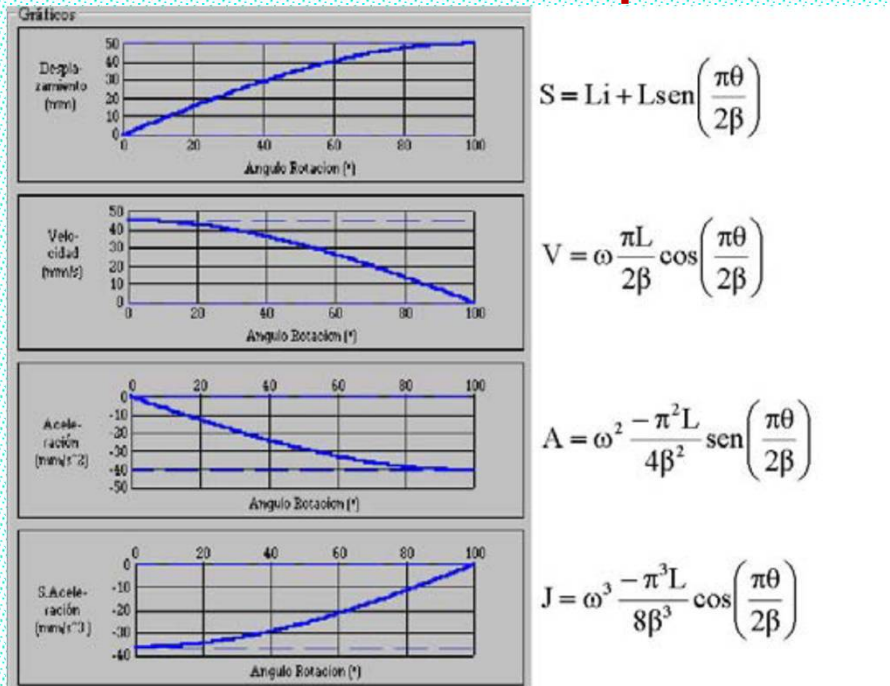 Gráficos
Despla-
zamiento
(mm)
50
40
30
20
10
0
0 20 40 60 80 100
Angulo Rotacion (°)
S = Li + Lsen(πθ/2β)
Velo-
cidad
(mm/s)
50
40
30
20
10
0
0 20 40 60 80 100
Angulo Rotacion (°)
V = ω πL/2β cos(πθ/2β)
0 20 40 60 80 100
Acele-
ración
(mm/s^2)
0
-10
-20
-30
-40
-50
Angulo Rotacion (°)
A = ω² −π²L/4β² sen(πθ/2β)
0 20 40 60 80 100
S.Acele-
ración
(mm/s^3)
0
-10
-20
-30
-40
Angulo Rotacion (°)
J = ω³ −π³L/8β³ cos(πθ/2β)